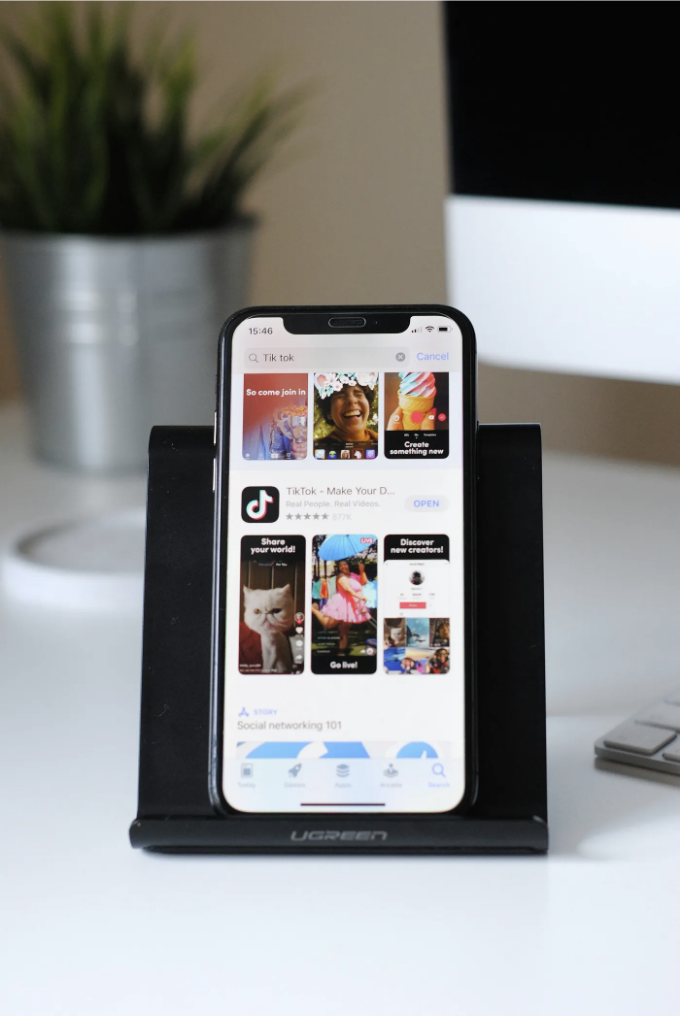 15:46
Tik tok
Cancel
So come join in
Create
something new
TikTok - Make Your D...
Real People. Real Videos.
OPEN
677K
Share
your world!
LIVE
Go live!
Discover
new creators!
STORY
Social networking 101
Today
Games
Apps
Arcade
Search
UGREEN